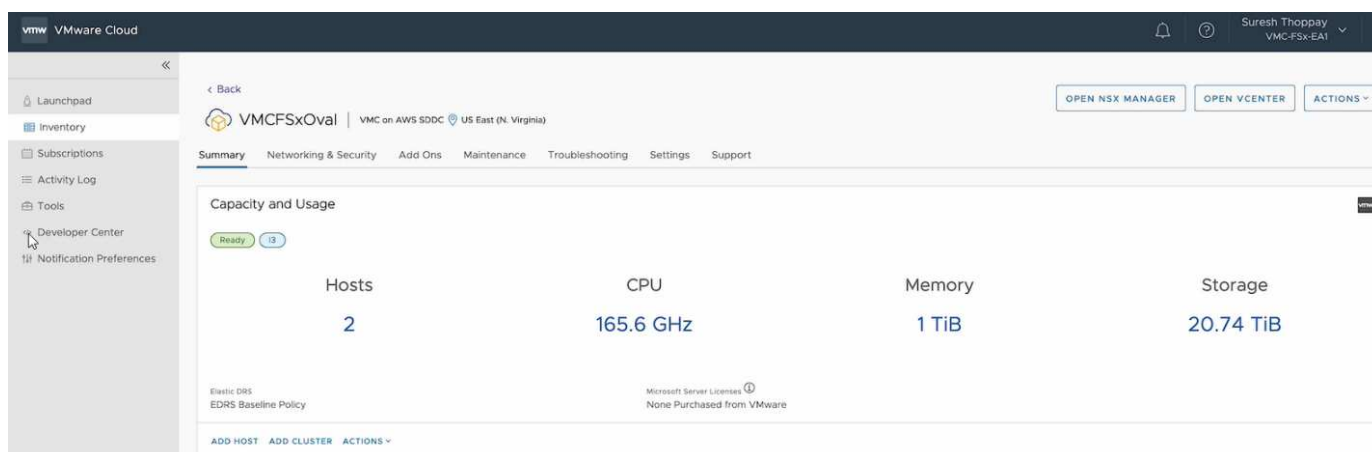 vmw VMware Cloud
Suresh Thoppay
VMC-FSx-EA1
Launchpad
Inventory
Subscriptions
Activity Log
Tools
Developer Center
Notification Preferences
< Back
OPEN NSX MANAGER OPEN VCENTER ACTIONS
VMCFSxOval | VMC on AWS SDDC US East (N. Virginia)
Summary Networking & Security Add Ons Maintenance Troubleshooting Settings Support
Capacity and Usage
vmw
Ready I3
Hosts CPU Memory Storage
2 165.6 GHz 1 TiB 20.74 TiB
Elastic DRS Microsoft Server Licenses
EDRS Baseline Policy None Purchased from VMware
ADD HOST ADD CLUSTER ACTIONS